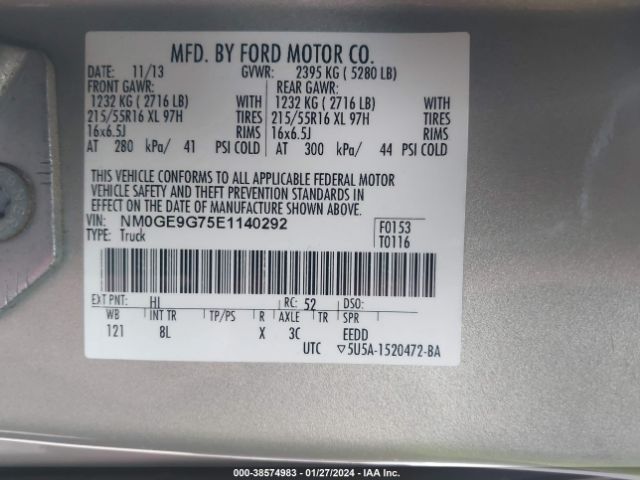 MFD. BY FORD MOTOR CO.
DATE: 11/13 GVWR: 2395 KG ( 5280 LB)
FRONT GAWR: REAR GAWR:
1232 KG ( 2716 LB) WITH 1232 KG ( 2716 LB) WITH
215/55R16 XL 97H TIRES 215/55R16 XL 97H TIRES
16x6.5J RIMS 16x6.5J RIMS
AT 280 kPa/ 41 PSI COLD AT 300 kPa/ 44 PSI COLD
THIS VEHICLE CONFORMS TO ALL APPLICABLE FEDERAL MOTOR
VEHICLE SAFETY AND THEFT PREVENTION STANDARDS IN
EFFECT ON THE DATE OF MANUFACTURE SHOWN ABOVE.
VIN: NM0GE9G75E1140292 F0153
TYPE: Truck T0116
EXT PNT: HI RC: 52 DSO:
WB INT TR TP/PS R AXLE TR SPR
121 8L X 3C EEDD
UTC ▽5U5A-1520472-BA
000-38574983 | 01/27/2024 | IAA Inc.